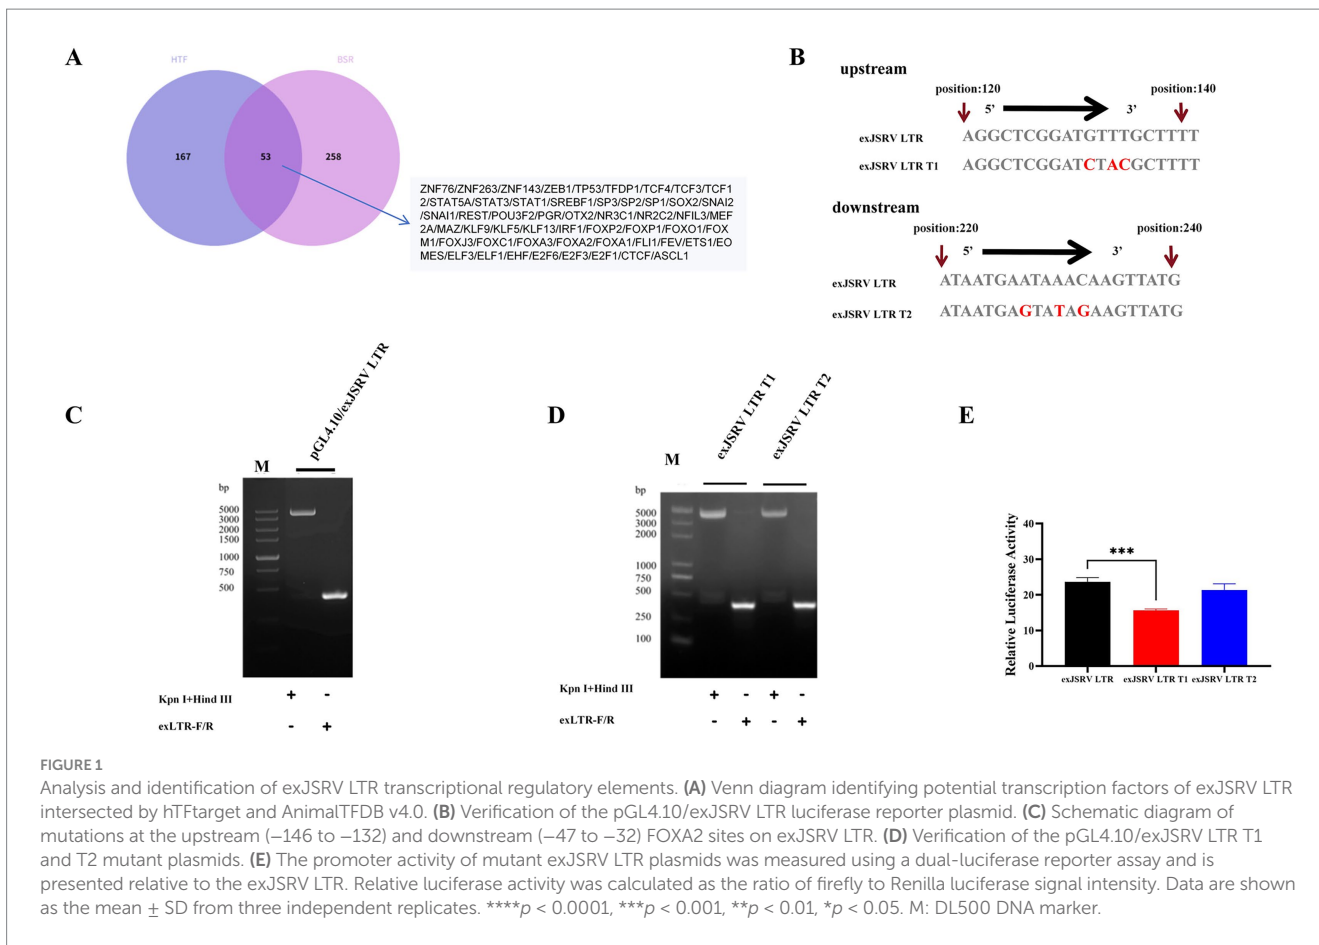 A
HTF
BSR
167
53
258
ZNF76/ZNF263/ZNF143/ZEB1/TP53/TFDP1/TCF4/TCF3/TCF1
2/STAT5A/STAT3/STAT1/SREBF1/SP3/SP2/SP1/SOX2/SNAI2
/SNAI1/REST/POU3F2/PGR/OTX2/NR3C1/NR2C2/NFIL3/MEF
2A/MAZ/KLF9/KLF5/KLF13/IRF1/FOXP2/FOXP1/FOXO1/FOX
M1/FOXJ3/FOXC1/FOXA3/FOXA2/FOXA1/FLI1/FEV/ETS1/EO
MES/ELF3/ELF1/EHF/E2F6/E2F3/E2F1/CTCF/ASCL1
B
upstream
position:120 position:140
5’ 3’
exJSRV LTR AGGCTCGGATGTTTGCTTTT
exJSRV LTR T1 AGGCTCGGATCTACGCTTTT
downstream
position:220 position:240
5’ 3’
exJSRV LTR ATAATGAATAAACAAGTTATG
exJSRV LTR T2 ATAATGAGTATAGAAGTTATG
C
pGL4.10/exJSRV LTR
M
bp
5000
3000
2000
1500
1000
750
500
Kpn I+Hind III + -
exLTR-F/R - +
D
exJSRV LTR T1
exJSRV LTR T2
M
bp
5000
3000
2000
1000
750
500
250
100
Kpn I+Hind III + - + -
exLTR-F/R - + - +
E
Relative Luciferase Activity
40
30
20
10
0
***
exJSRV LTR exJSRV LTR T1 exJSRV LTR T2
FIGURE 1
Analysis and identification of exJSRV LTR transcriptional regulatory elements. (A) Venn diagram identifying potential transcription factors of exJSRV LTR
intersected by hTFtarget and AnimalTFDB v4.0. (B) Verification of the pGL4.10/exJSRV LTR luciferase reporter plasmid. (C) Schematic diagram of
mutations at the upstream (−146 to −132) and downstream (−47 to −32) FOXA2 sites on exJSRV LTR. (D) Verification of the pGL4.10/exJSRV LTR T1
and T2 mutant plasmids. (E) The promoter activity of mutant exJSRV LTR plasmids was measured using a dual-luciferase reporter assay and is
presented relative to the exJSRV LTR. Relative luciferase activity was calculated as the ratio of firefly to Renilla luciferase signal intensity. Data are shown
as the mean ± SD from three independent replicates. ****p < 0.0001, ***p < 0.001, **p < 0.01, *p < 0.05. M: DL500 DNA marker.